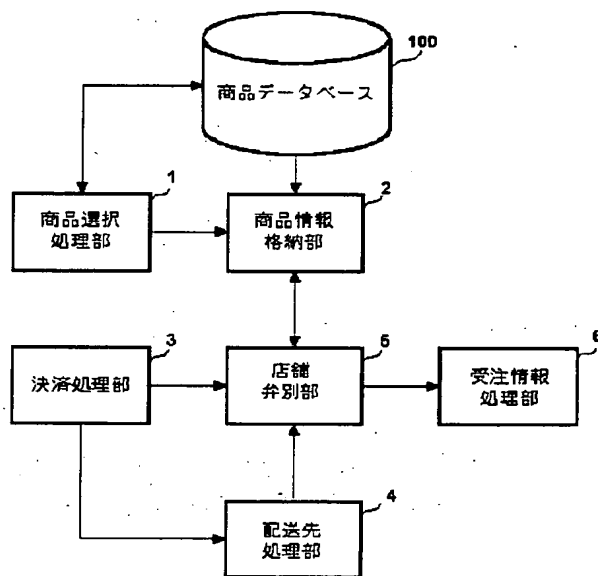 100
商品データベース
1
商品選択
処理部
2
商品情報
格納部
3
決済処理部
5
店舗
弁別部
6
受注情報
処理部
4
配送先
処理部